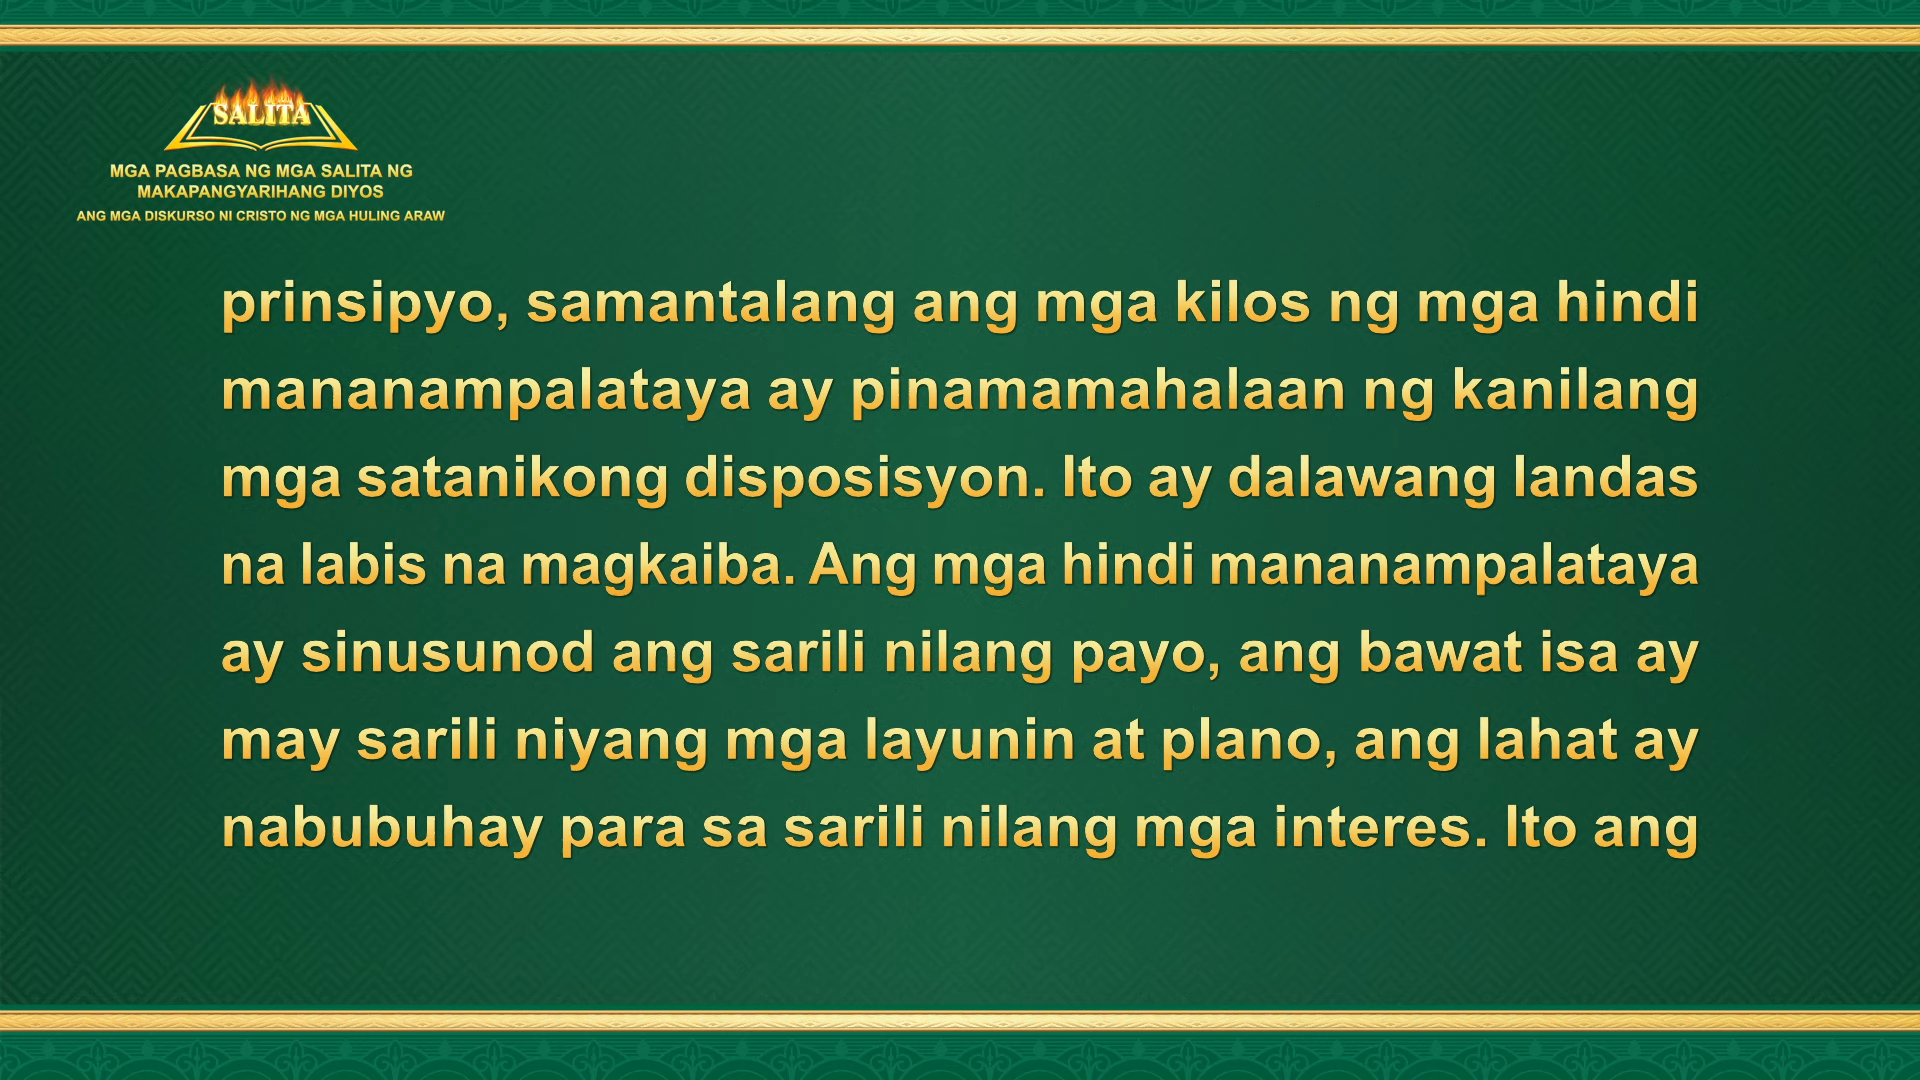 SALITA
MGA PAGBASA NG MGA SALITA NG
MAKAPANGYARIHANG DIYOS
ANG MGA DISKURSO NI CRISTO NG MGA HULING ARAW
prinsipyo, samantalang ang mga kilos ng mga hindi
mananampalataya ay pinamamahalaan ng kanilang
mga satanikong disposisyon. Ito ay dalawang landas
na labis na magkaiba. Ang mga hindi mananampalataya
ay sinusunod ang sarili nilang payo, ang bawat isa ay
may sarili niyang mga layunin at plano, ang lahat ay
nabubuhay para sa sarili nilang mga interes. Ito ang